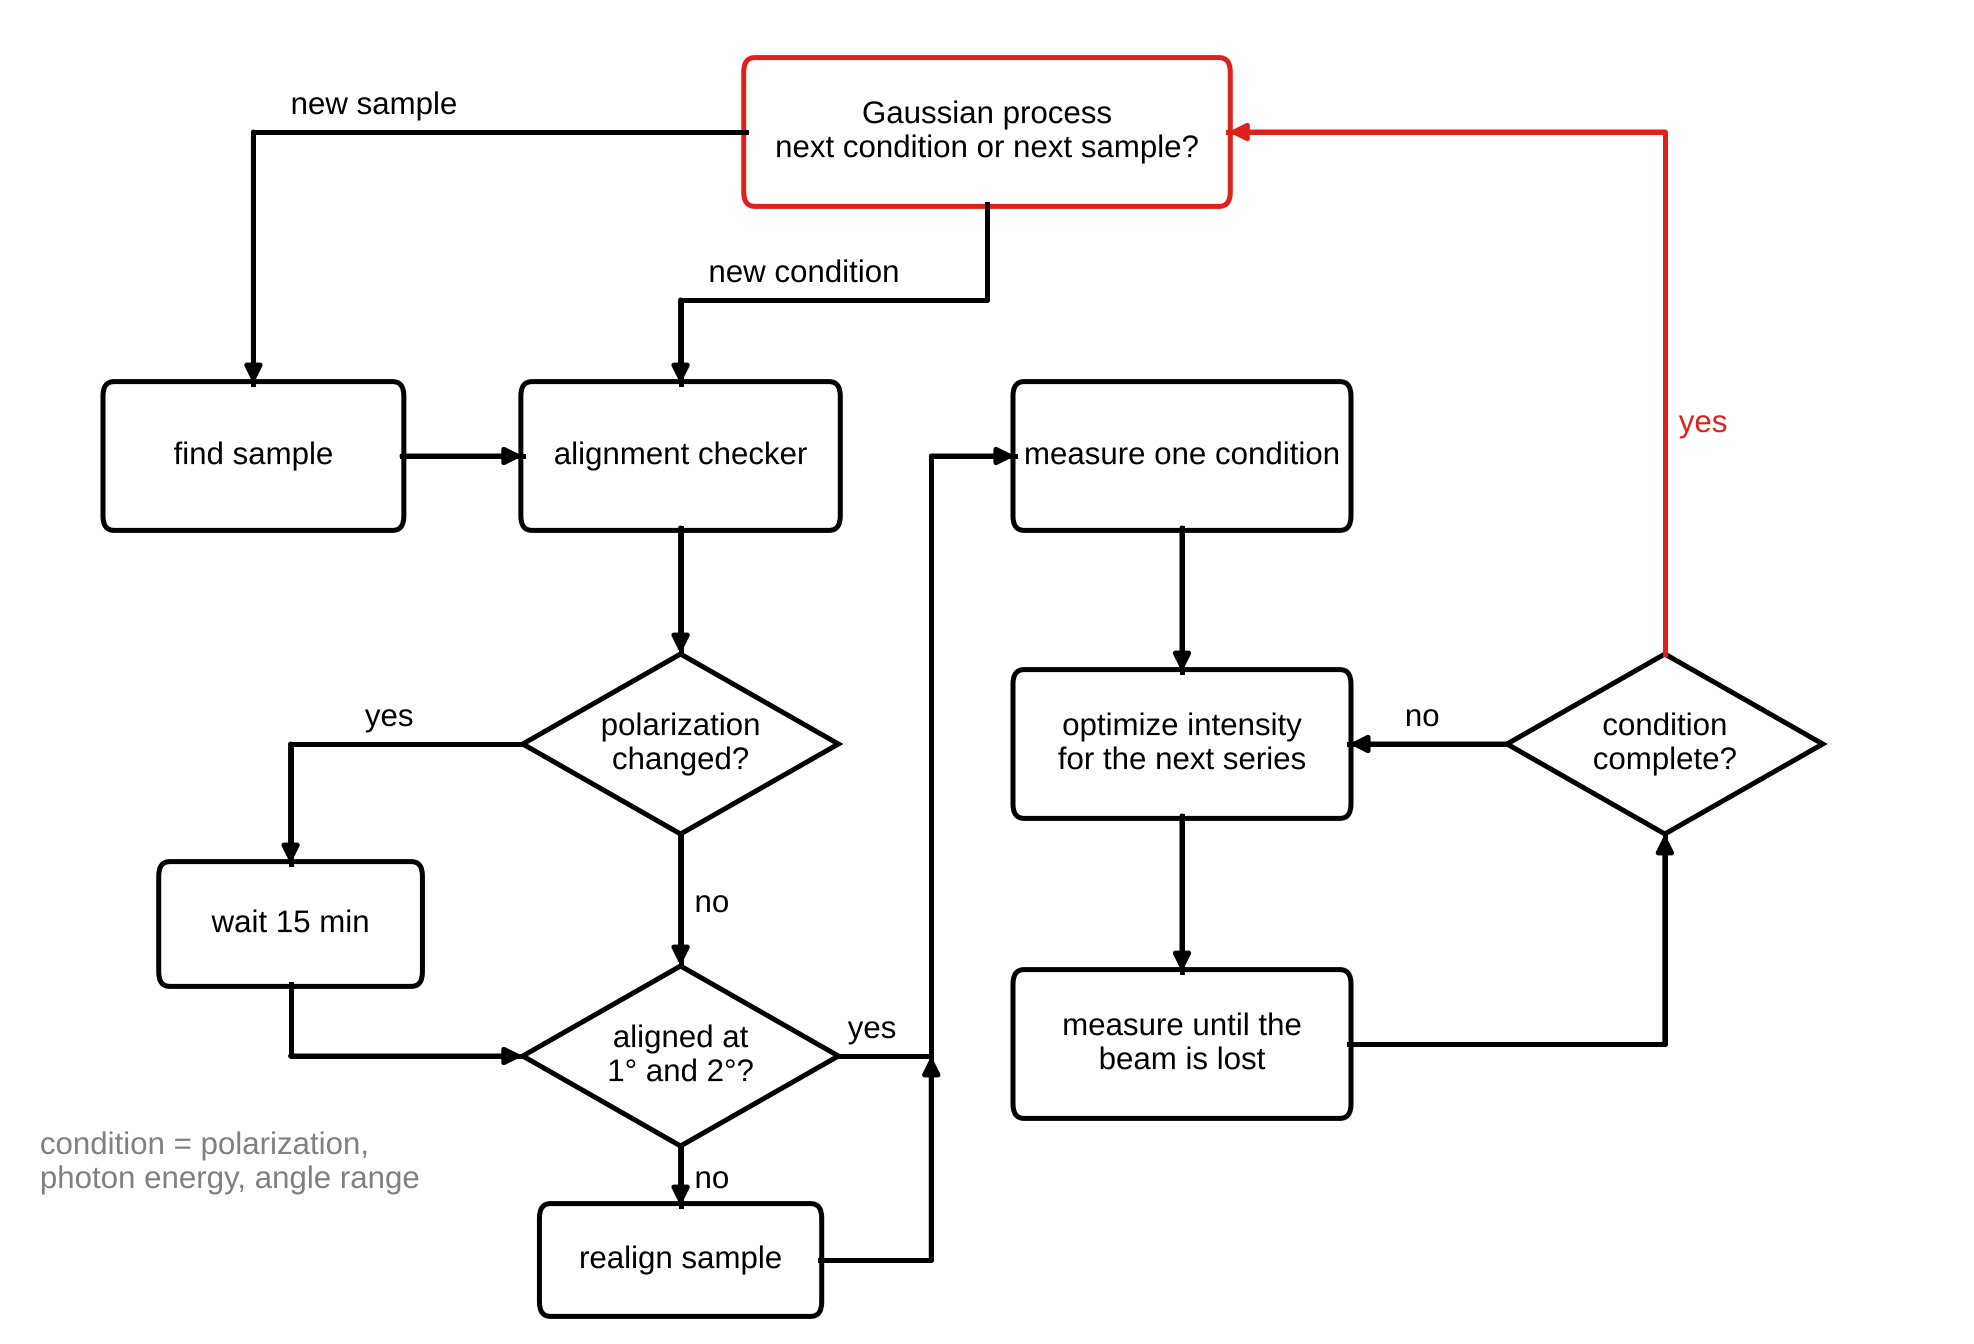 new sample
Gaussian process
next condition or next sample?
new condition
find sample
alignment checker
measure one condition
yes
polarization
changed?
yes
optimize intensity
for the next series
no
condition
complete?
wait 15 min
no
aligned at
1° and 2°?
yes
measure until the
beam is lost
condition = polarization,
photon energy, angle range
no
realign sample